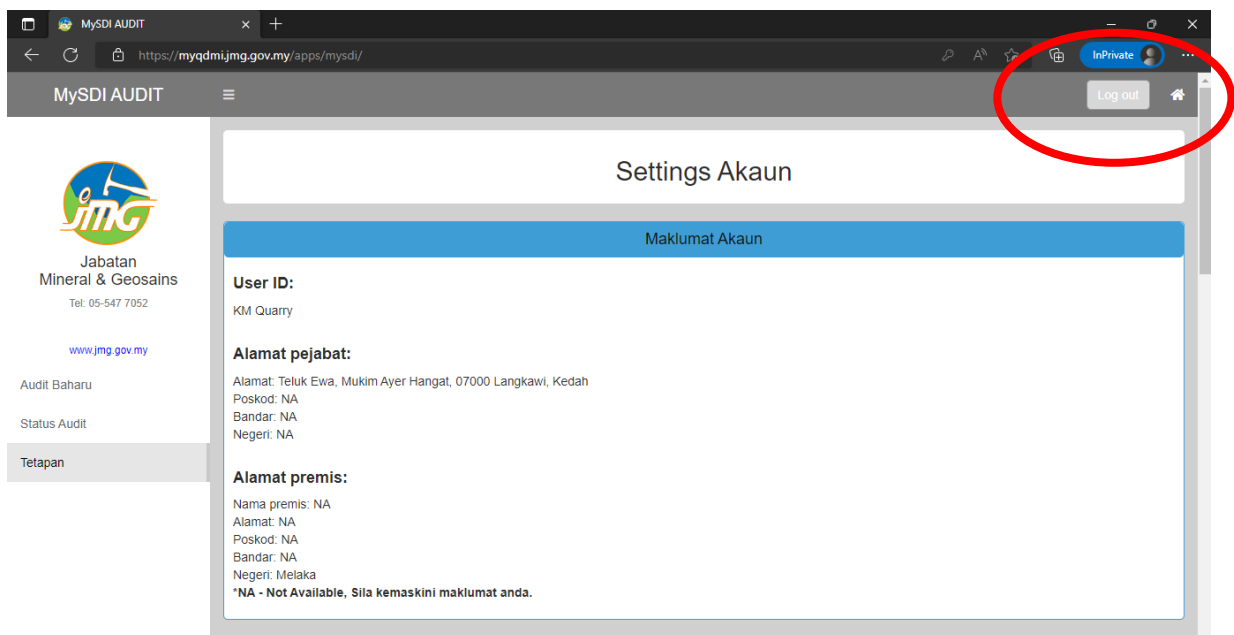 MySDI AUDIT
https://myqdmi.jmg.gov.my/apps/mysdi/
InPrivate
MySDI AUDIT
Log out
jmg
Jabatan
Mineral & Geosains
Tel: 05-547 7052
www.jmg.gov.my
Audit Baharu
Status Audit
Tetapan
Settings Akaun
Maklumat Akaun
User ID:
KM Quarry
Alamat pejabat:
Alamat: Teluk Ewa, Mukim Ayer Hangat, 07000 Langkawi, Kedah
Poskod: NA
Bandar: NA
Negeri: NA
Alamat premis:
Nama premis: NA
Alamat: NA
Poskod: NA
Bandar: NA
Negeri: Melaka
*NA - Not Available, Sila kemaskini maklumat anda.